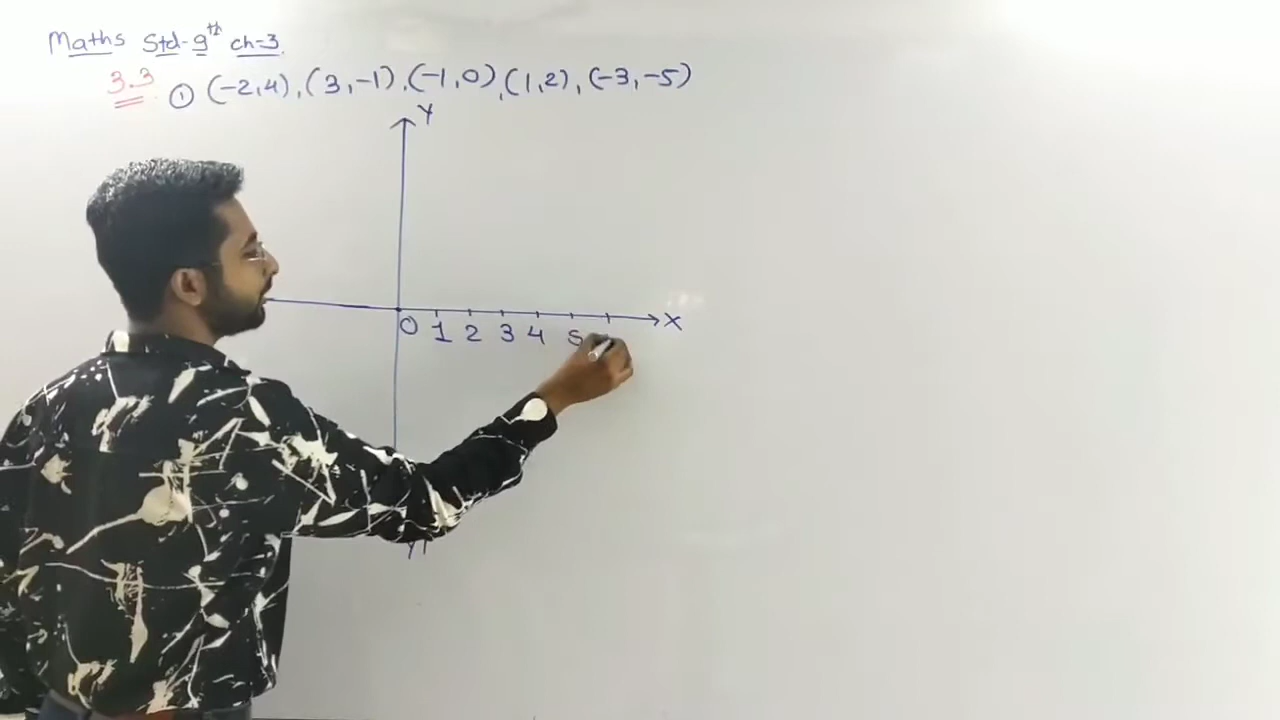 Maths Std-9th ch-3.
3.3 ① (-2,4), (3,-1), (-1,0), (1,2), (-3,-5)
Y
0 1 2 3 4 5 X